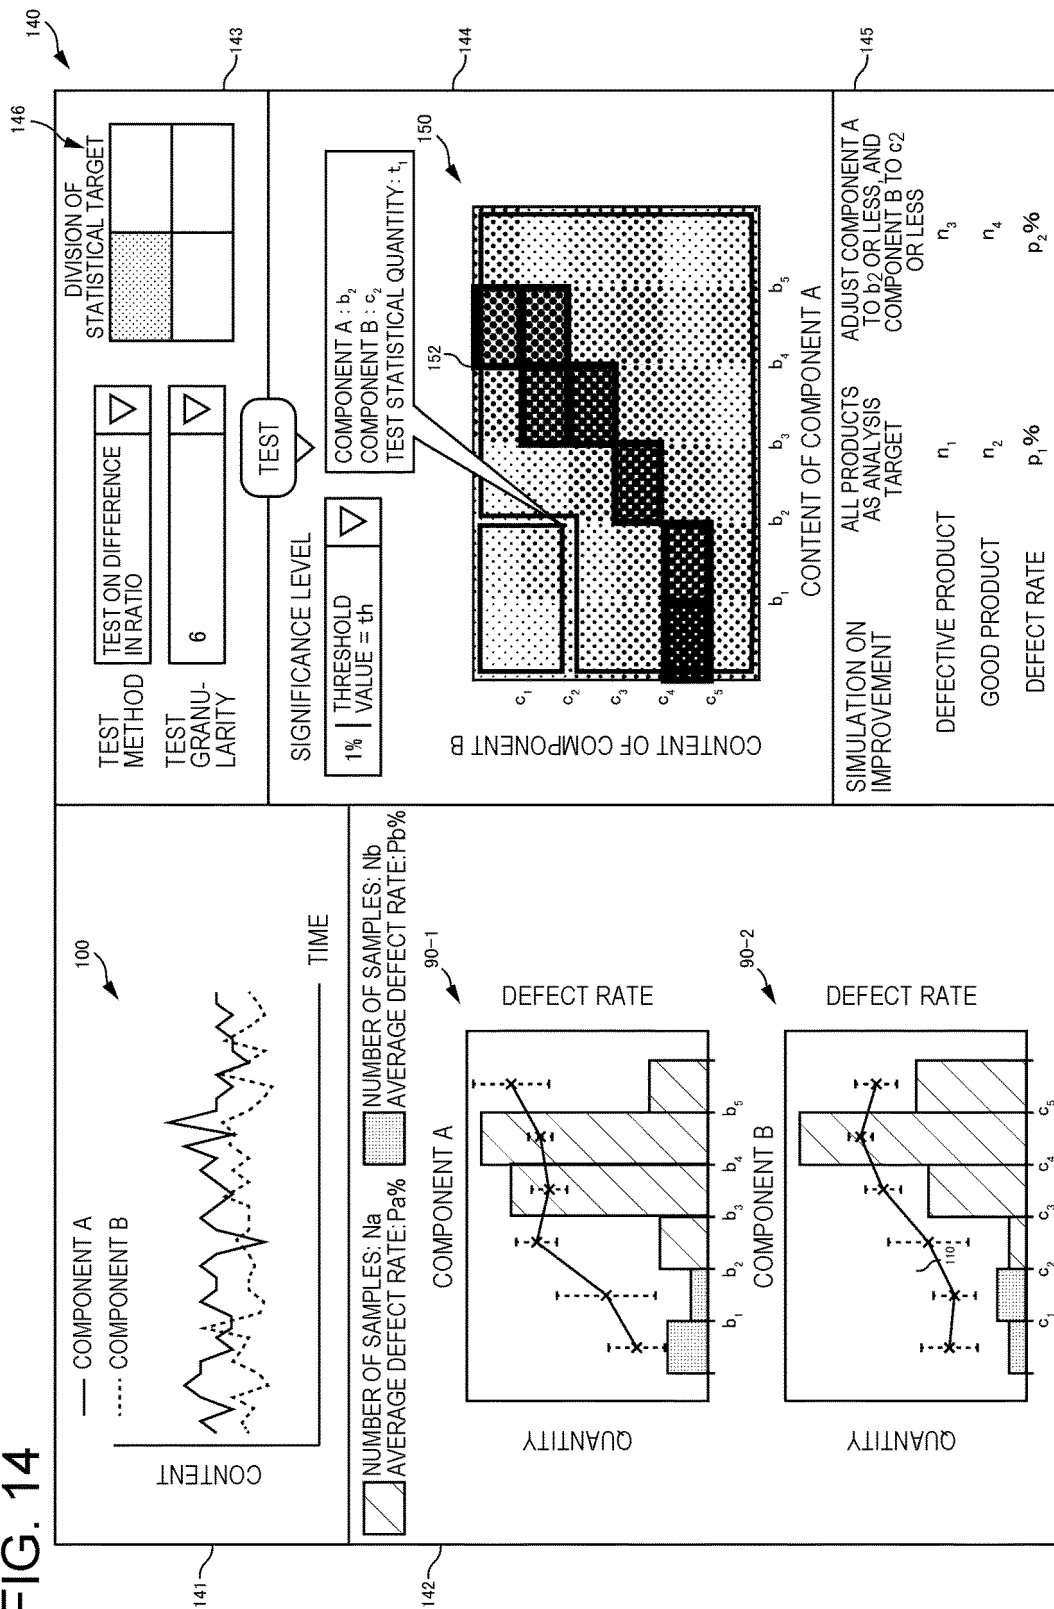 FIG. 14
140
141
100
— COMPONENT A
COMPONENT B
CONTENT
TIME
142
NUMBER OF SAMPLES: Na
AVERAGE DEFECT RATE:Pa%
NUMBER OF SAMPLES: Nb
AVERAGE DEFECT RATE:Pb%
90-1
COMPONENT A
QUANTITY
DEFECT RATE
b1 b2 b3 b4 b5
90-2
COMPONENT B
QUANTITY
DEFECT RATE
110
c1 c2 c3 c4 c5
143
TEST
METHOD
TEST ON DIFFERENCE
IN RATIO
TEST
GRANU-
LARITY
6
146
DIVISION OF
STATISTICAL TARGET
TEST
144
SIGNIFICANCE LEVEL
1%
THRESHOLD
VALUE = th
COMPONENT A : b2
COMPONENT B : c2
TEST STATISTICAL QUANTITY: t1
150
152
CONTENT OF COMPONENT B
c1
c2
c3
c4
c5
b1 b2 b3 b4 b5
CONTENT OF COMPONENT A
145
SIMULATION ON
IMPROVEMENT
ALL PRODUCTS
AS ANALYSIS
TARGET
ADJUST COMPONENT A
TO b2 OR LESS, AND
COMPONENT B TO c2
OR LESS
DEFECTIVE PRODUCT n1 n3
GOOD PRODUCT n2 n4
DEFECT RATE p1% p2%